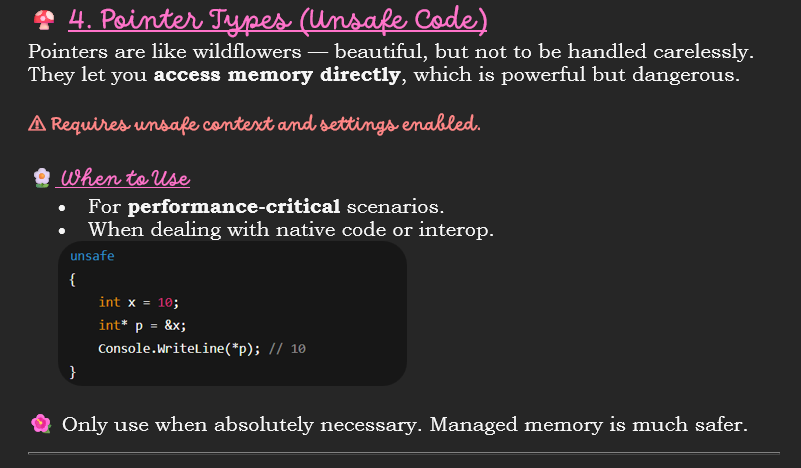 🍄 4. Pointer Types (Unsafe Code)
Pointers are like wildflowers — beautiful, but not to be handled carelessly.
They let you access memory directly, which is powerful but dangerous.
⚠ Requires unsafe context and settings enabled.
🌼 When to Use
• For performance-critical scenarios.
• When dealing with native code or interop.
unsafe
{
    int x = 10;
    int* p = &x;
    Console.WriteLine(*p); // 10
}
🌺 Only use when absolutely necessary. Managed memory is much safer.